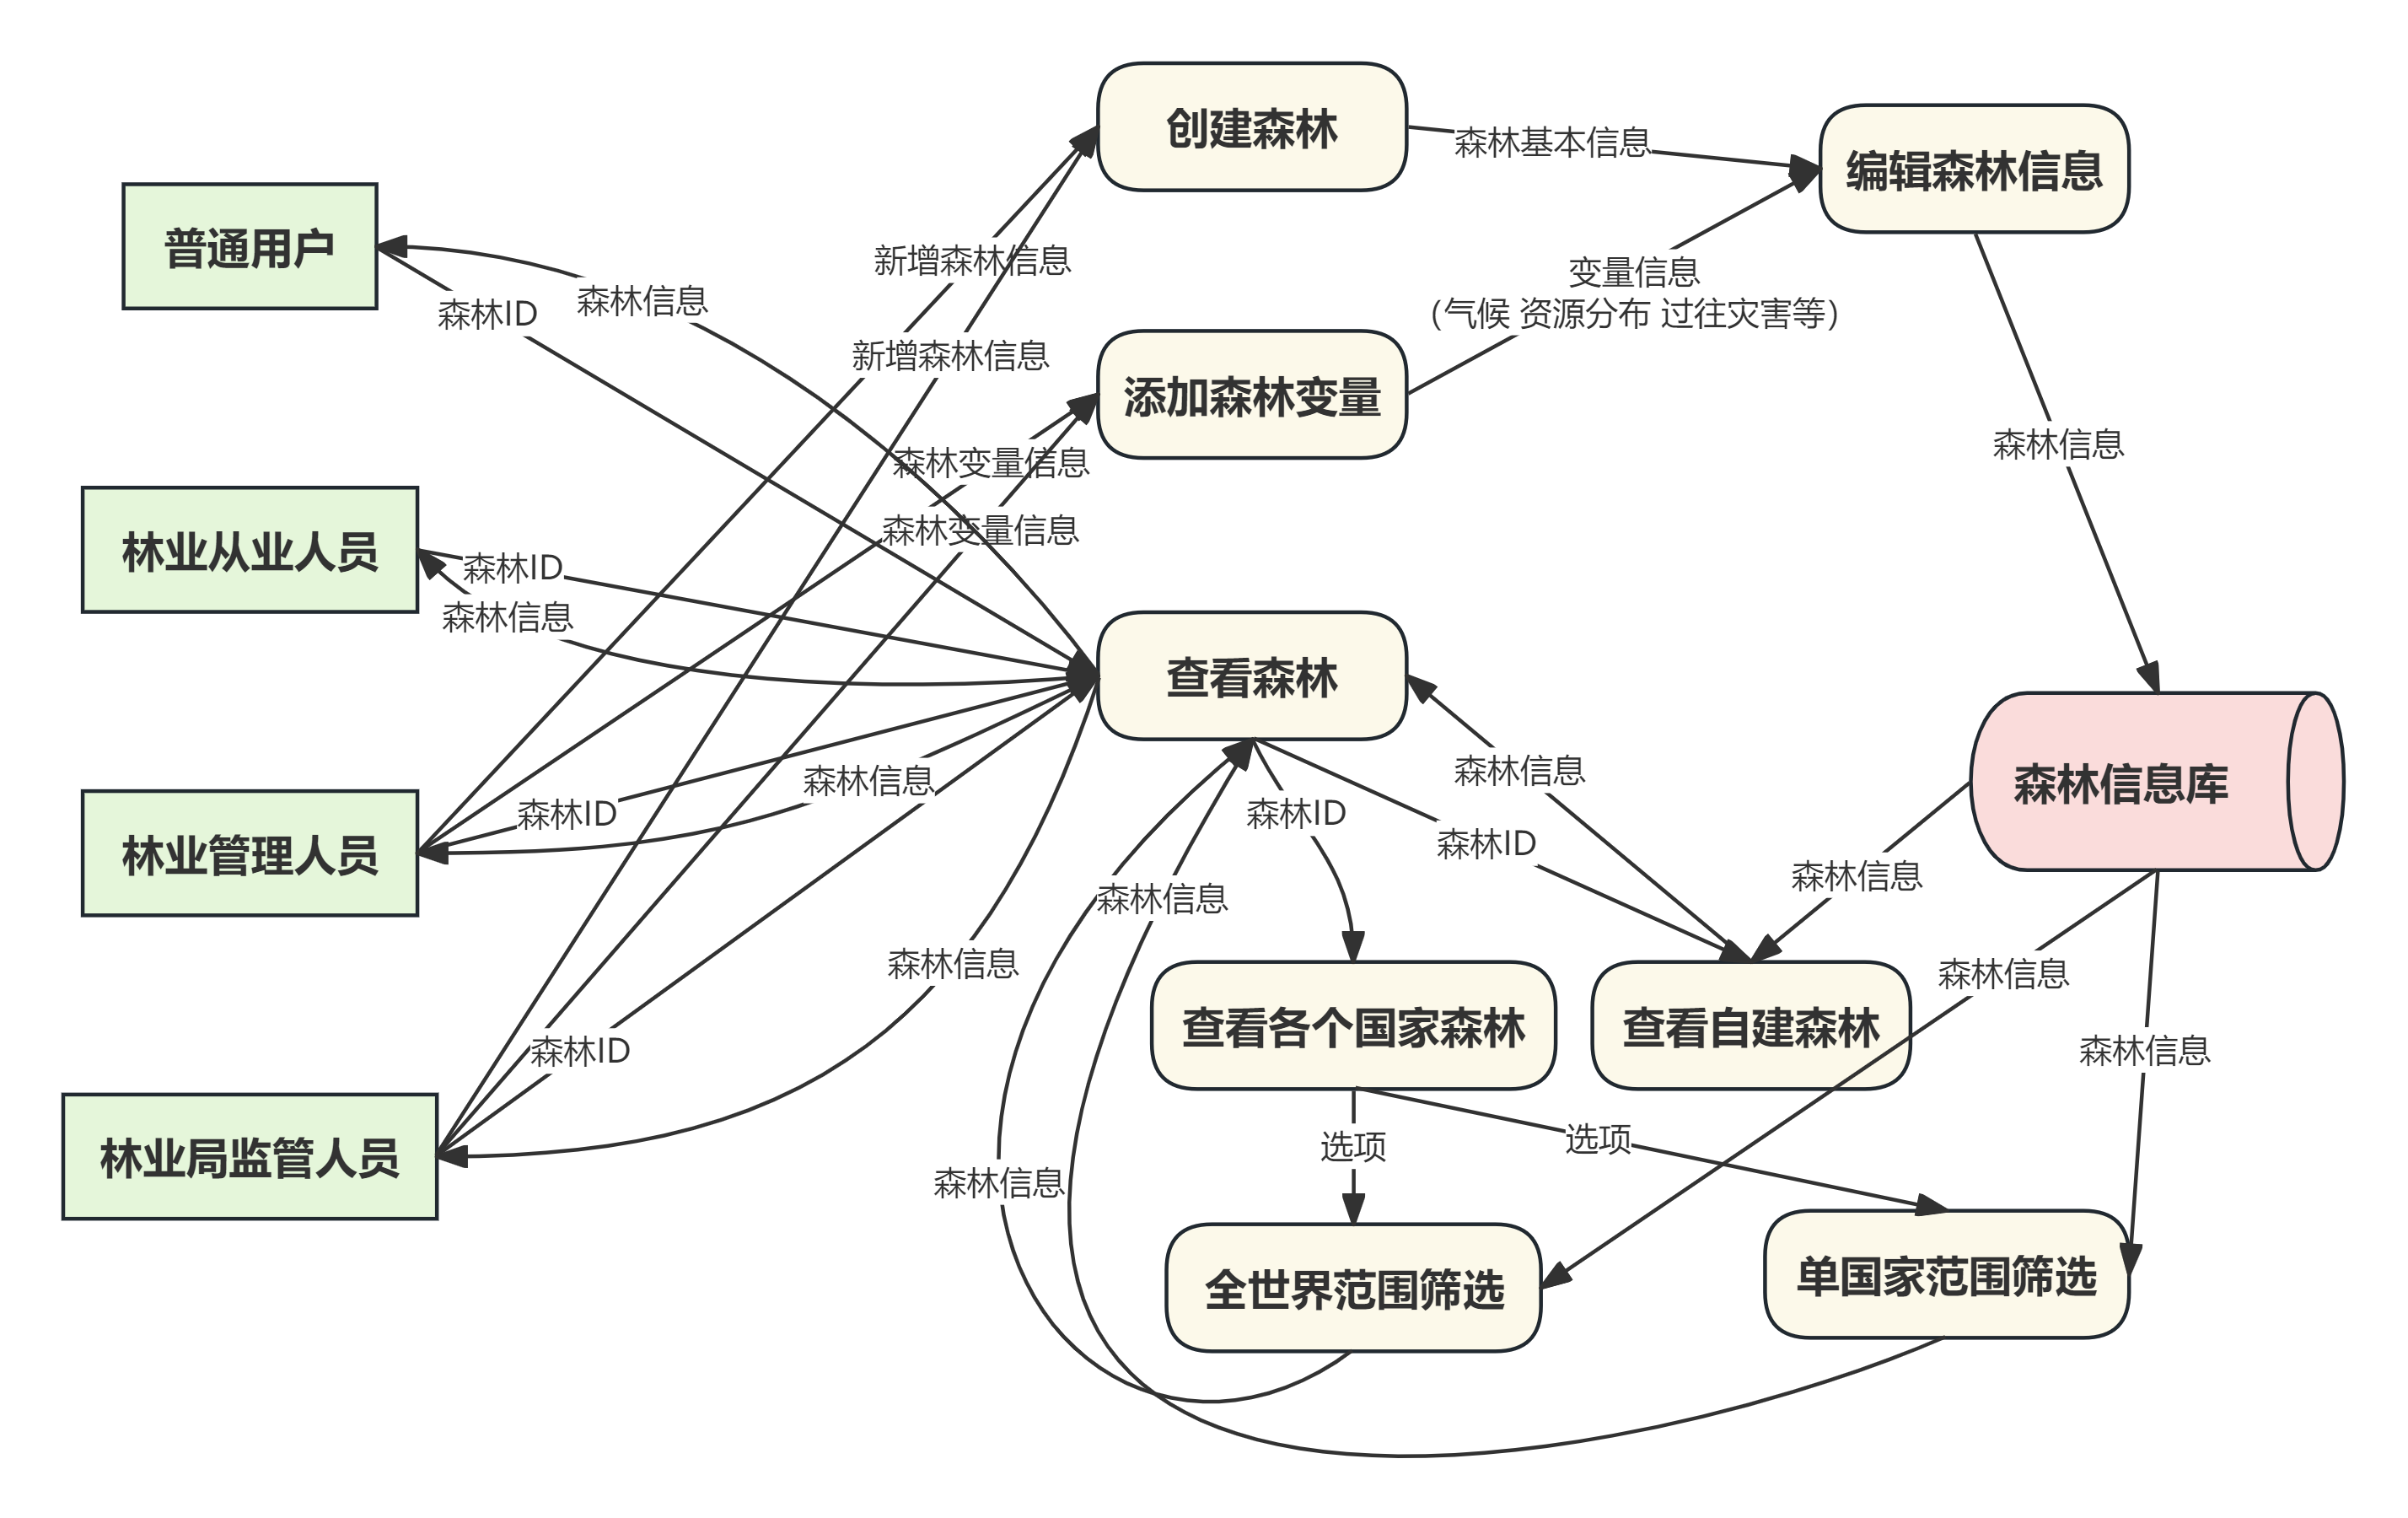 创建森林
森林基本信息
编辑森林信息
普通用户
新增森林信息
变量信息
（气候 资源分布 过往灾害等）
森林ID
森林信息
新增森林信息
添加森林变量
森林信息
森林变量信息
森林变量信息
林业从业人员
森林ID
森林信息
查看森林
森林信息
森林信息库
森林信息
森林ID
森林ID
森林ID
林业管理人员
森林信息
森林信息
森林信息
森林信息
查看各个国家森林
查看自建森林
森林ID
森林信息
林业局监管人员
选项
选项
森林信息
全世界范围筛选
单国家范围筛选